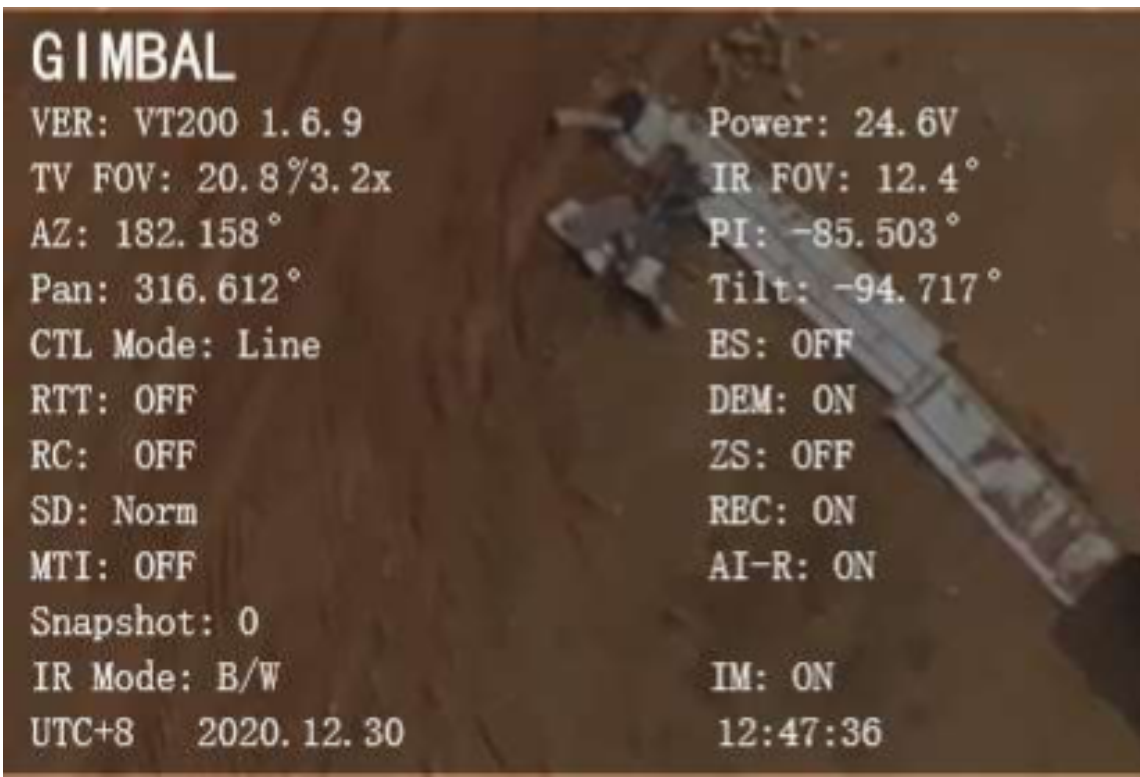 GIMBAL
VER: VT200 1.6.9 Power: 24.6V
TV FOV: 20.8°/3.2x IR FOV: 12.4°
AZ: 182.158° PI: -85.503°
Pan: 316.612° Tilt: -94.717°
CTL Mode: Line ES: OFF
RTT: OFF DEM: ON
RC: OFF ZS: OFF
SD: Norm REC: ON
MTI: OFF AI-R: ON
Snapshot: 0
IR Mode: B/W IM: ON
UTC+8 2020.12.30 12:47:36